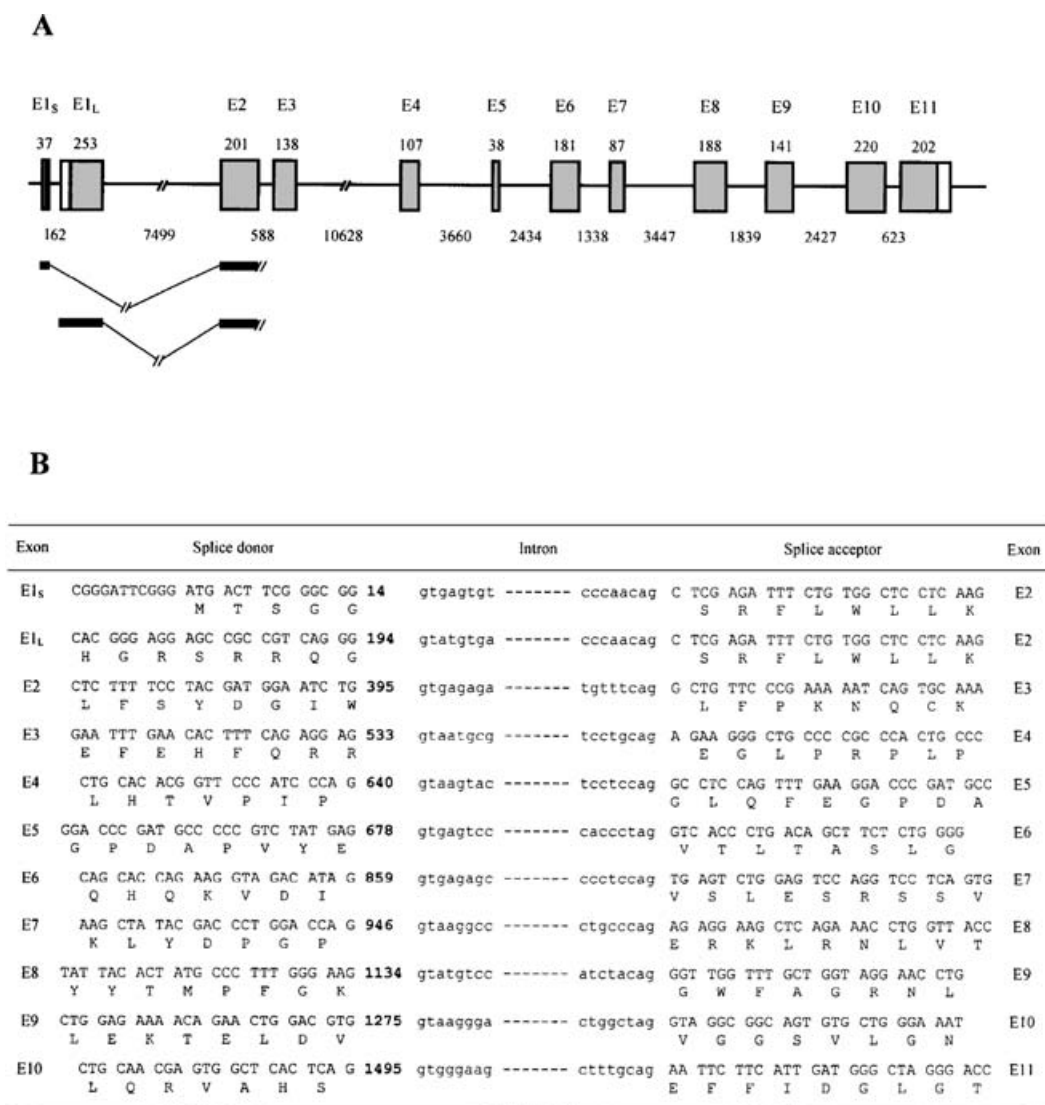 A
E1S E1L E2 E3 E4 E5 E6 E7 E8 E9 E10 E11
37 253 201 138 107 38 181 87 188 141 220 202
162 7499 588 10628 3660 2434 1338 3447 1839 2427 623
B
Exon Splice donor Intron Splice acceptor Exon
E1S CGGGATTCGGG ATG ACT TCG GGC GG 14 gtgagtgt ------- cccaacag C TCG AGA TTT CTG TGG CTC CTC AAG E2
M T S G G S R F L W L L K
E1L CAC GGG AGG AGC CGC CGT CAG GG 194 gtatgtga ------- cccaacag C TCG AGA TTT CTG TGG CTC CTC AAG E2
H G R S R R Q G S R F L W L L K
E2 CTC TTT TCC TAC GAT GGA ATC TG 395 gtgagaga ------- tgtttcag G CTG TTC CCG AAA AAT CAG TGC AAA E3
L F S Y D G I W L F P K N Q C K
E3 GAA TTT GAA CAC TTT CAG AGG AG 533 gtaatgcg ------- tcctgcag A GAA GGG CTG CCC CGC CCA CTG CCC E4
E F E H F Q R R E G L P R P L P
E4 CTG CAC ACG GTT CCC ATC CCA G 640 gtaagtac ------- tcctccag GC CTC CAG TTT GAA GGA CCC GAT GCC E5
L H T V P I P G L Q F E G P D A
E5 GGA CCC GAT GCC CCC GTC TAT GAG 678 gtgagtcc ------- caccctag GTC ACC CTG ACA GCT TCT CTG GGG E6
G P D A P V Y E V T L T A S L G
E6 CAG CAC CAG AAG GTA GAC ATA G 859 gtgagagc ------- ccctccag TG AGT CTG GAG TCC AGG TCC TCA GTG E7
Q H Q K V D I V S L E S R S S V
E7 AAG CTA TAC GAC CCT GGA CCA G 946 gtaaggcc ------- ctgcccag AG AGG AAG CTC AGA AAC CTG GTT ACC E8
K L Y D P G P E R K L R N L V T
E8 TAT TAC ACT ATG CCC TTT GGG AAG 1134 gtatgtcc ------- atctacag GGT TGG TTT GCT GGT AGG AAC CTG E9
Y Y T M P F G K G W F A G R N L
E9 CTG GAG AAA ACA GAA CTG GAC GTG 1275 gtaaggga ------- ctggctag GTA GGC GGC AGT GTG CTG GGA AAT E10
L E K T E L D V V G G S V L G N
E10 CTG CAA CGA GTG GCT CAC TCA G 1495 gtgggaag ------- ctttgcag AA TTC TTC ATT GAT GGG CTA GGG ACC E11
L Q R V A H S E F F I D G L G T